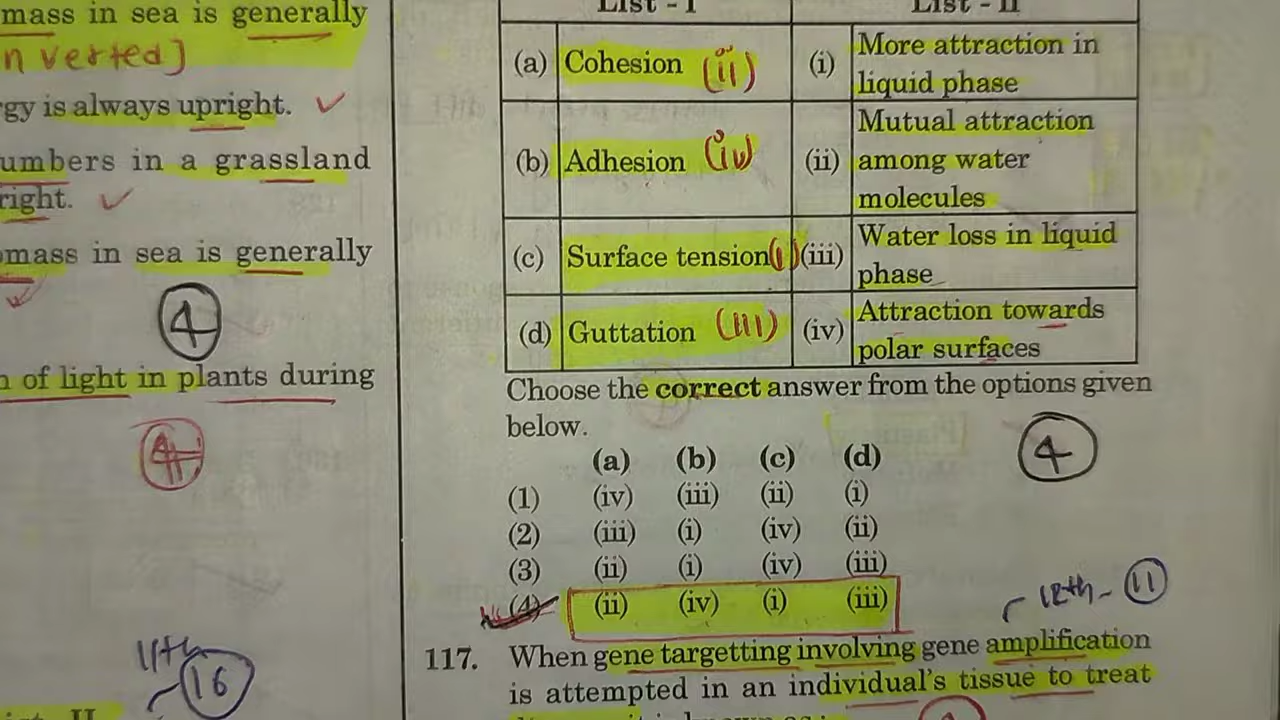 mass in sea is generally
n verted]
gy is always upright.
umbers in a grassland
right.
mass in sea is generally
4
n of light in plants during
4
11th
16
List - I List - II
(a) Cohesion (ii) (i) More attraction in
liquid phase
(b) Adhesion (iv) (ii) Mutual attraction
among water
molecules
(c) Surface tension (i) (iii) Water loss in liquid
phase
(d) Guttation (iii) (iv) Attraction towards
polar surfaces
Choose the correct answer from the options given
below.
4
(a) (b) (c) (d)
(1) (iv) (iii) (ii) (i)
(2) (iii) (i) (iv) (ii)
(3) (ii) (i) (iv) (iii)
(4) (ii) (iv) (i) (iii)
12th - 11
117. When gene targetting involving gene amplification
is attempted in an individual's tissue to treat